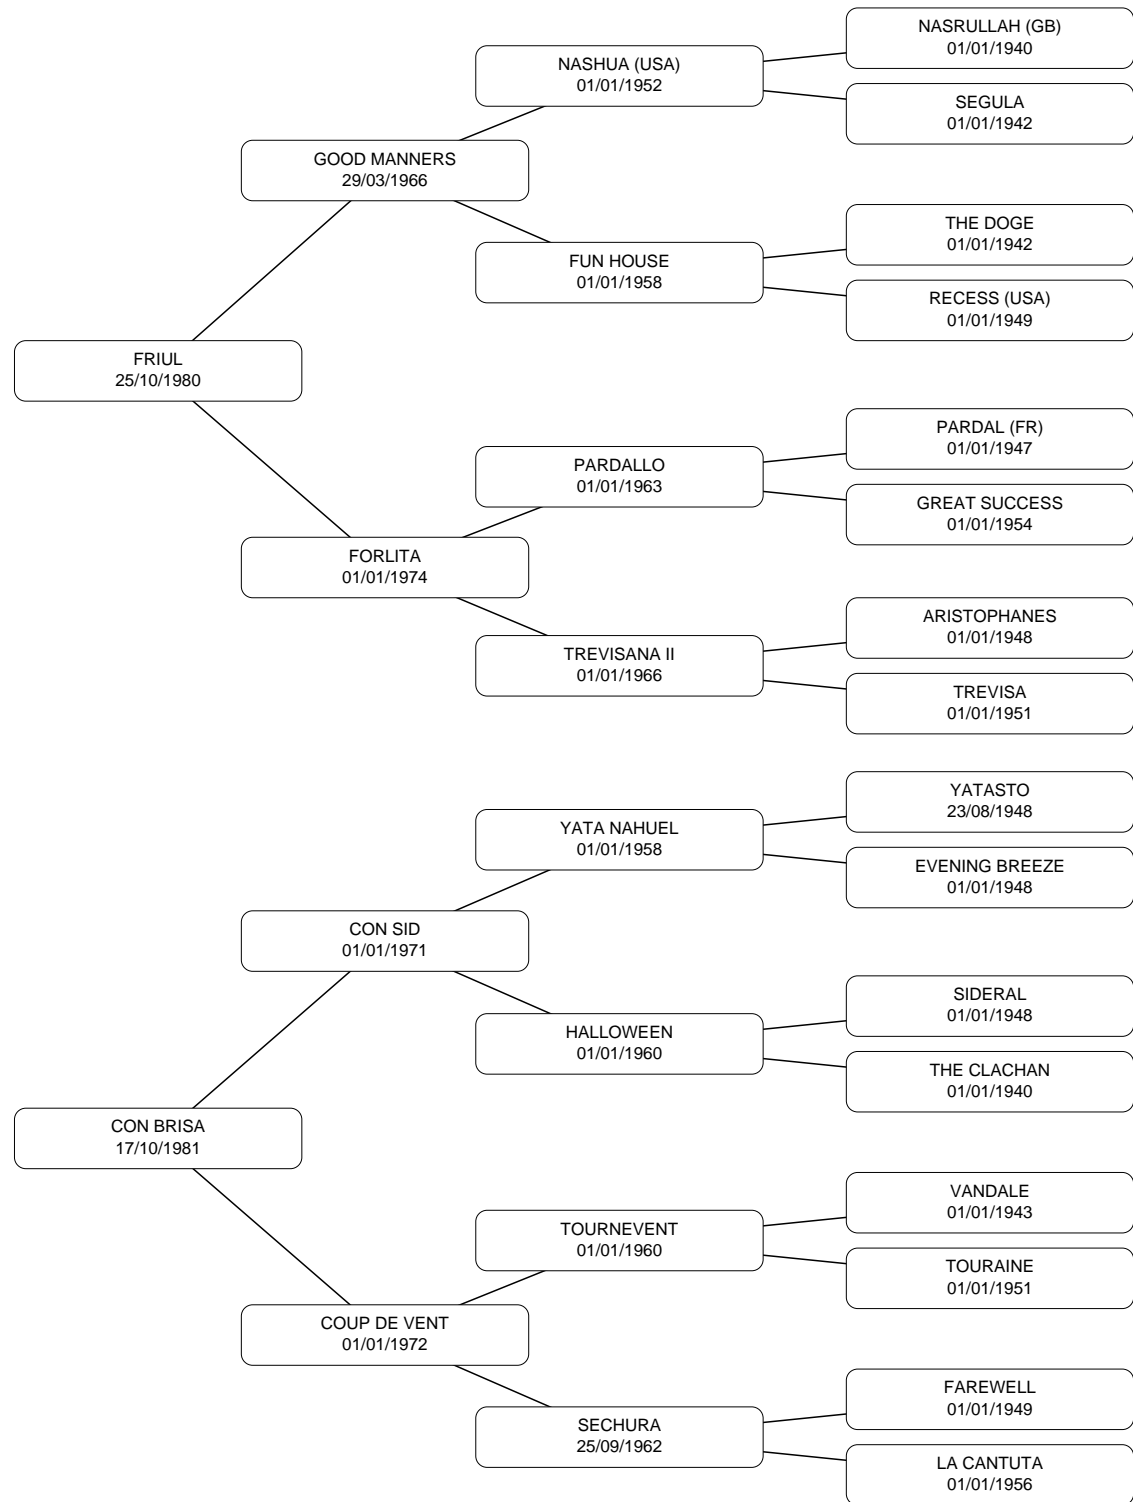 NASRULLAH (GB)
01/01/1940
NASHUA (USA)
01/01/1952
SEGULA
01/01/1942
GOOD MANNERS
29/03/1966
THE DOGE
01/01/1942
FUN HOUSE
01/01/1958
RECESS (USA)
01/01/1949
FRIUL
25/10/1980
PARDAL (FR)
01/01/1947
PARDALLO
01/01/1963
GREAT SUCCESS
01/01/1954
FORLITA
01/01/1974
ARISTOPHANES
01/01/1948
TREVISANA II
01/01/1966
TREVISA
01/01/1951
YATASTO
23/08/1948
YATA NAHUEL
01/01/1958
EVENING BREEZE
01/01/1948
CON SID
01/01/1971
SIDERAL
01/01/1948
HALLOWEEN
01/01/1960
THE CLACHAN
01/01/1940
CON BRISA
17/10/1981
VANDALE
01/01/1943
TOURNEVENT
01/01/1960
TOURAINE
01/01/1951
COUP DE VENT
01/01/1972
FAREWELL
01/01/1949
SECHURA
25/09/1962
LA CANTUTA
01/01/1956